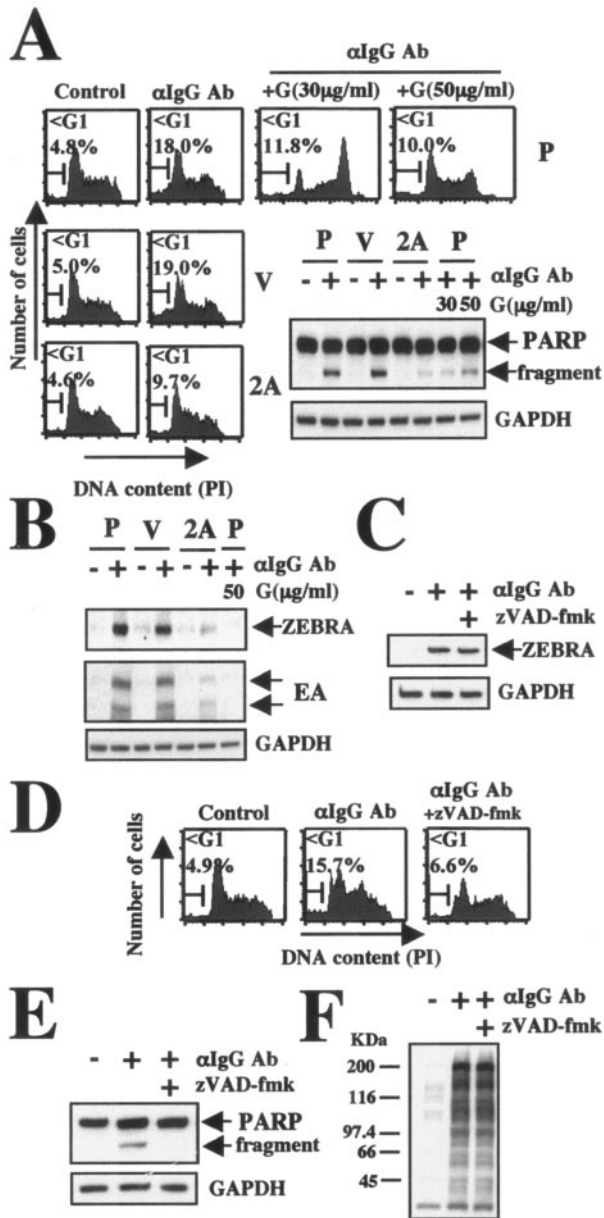 A
αIgG Ab
Control αIgG Ab +G(30μg/ml) +G(50μg/ml)
<G1 <G1 <G1 <G1
4.8% 18.0% 11.8% 10.0%
P
Number of cells
<G1 <G1
5.0% 19.0%
V
<G1 <G1
4.6% 9.7%
2A
DNA content (PI)
P V 2A P
- + - + - + + + αIgG Ab
30 50 G(μg/ml)
PARP
fragment
GAPDH
B
P V 2A P
- + - + - + + αIgG Ab
50 G(μg/ml)
ZEBRA
EA
GAPDH
C
- + + αIgG Ab
+ zVAD-fmk
ZEBRA
GAPDH
D
Number of cells
Control αIgG Ab αIgG Ab
+zVAD-fmk
<G1 <G1 <G1
4.9% 15.7% 6.6%
DNA content (PI)
E
- + + αIgG Ab
+ zVAD-fmk
PARP
fragment
GAPDH
F
- + + αIgG Ab
+ zVAD-fmk
KDa
200
116
97.4
66
45